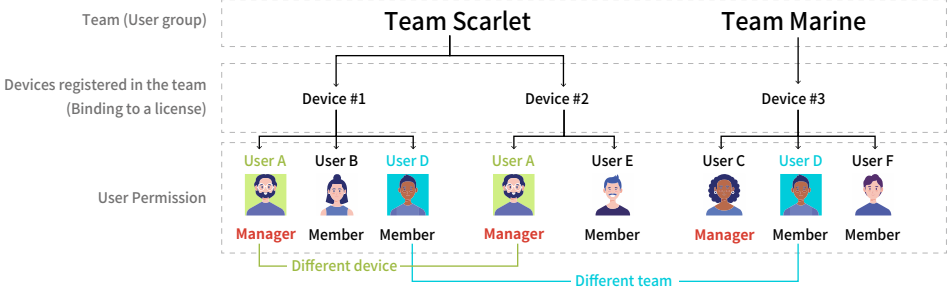 Team (User group)
Team Scarlet
Team Marine
Devices registered in the team
(Binding to a license)
Device #1
Device #2
Device #3
User Permission
User A
User B
User D
User A
User E
User C
User D
User F
Manager
Member
Member
Manager
Member
Manager
Member
Member
Different device
Different team